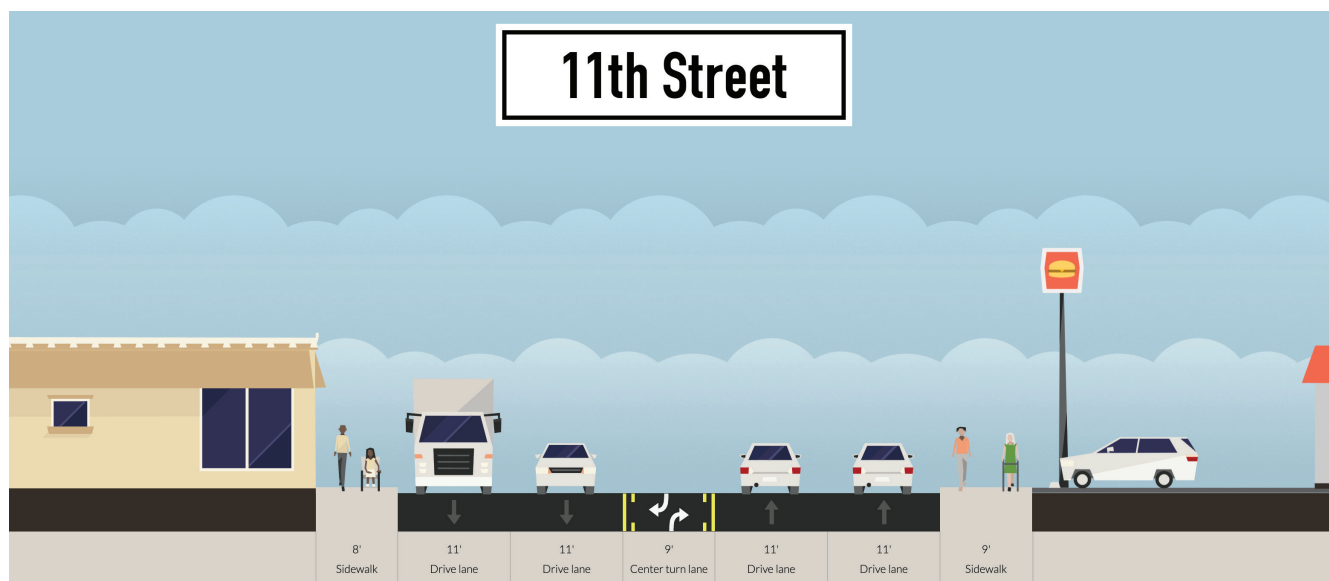 11th Street
8' 11' 11' 9' 11' 11' 9'
Sidewalk Drive lane Drive lane Center turn lane Drive lane Drive lane Sidewalk